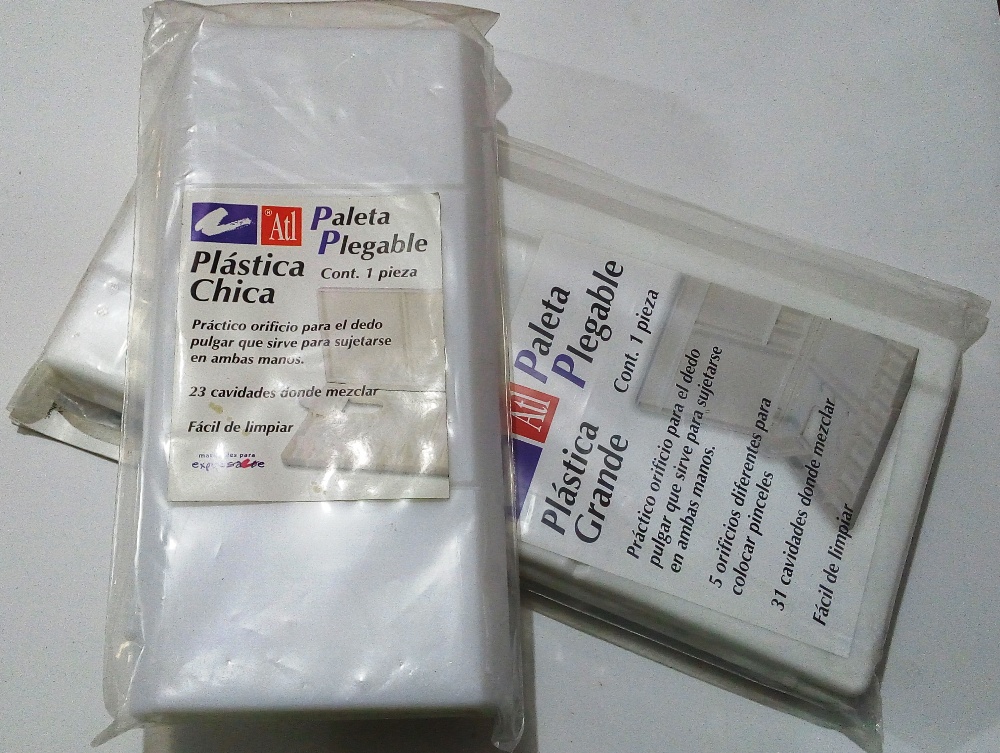 Atl
Paleta
Plegable
Plástica
Chica
Cont. 1 pieza
Práctico orificio para el dedo
pulgar que sirve para sujetarse
en ambas manos.
23 cavidades donde mezclar
Fácil de limpiar
materiales para
expresarse
Atl
Paleta
Plegable
Plástica
Grande
Cont. 1 pieza
Práctico orificio para el dedo
pulgar que sirve para sujetarse
en ambas manos.
5 orificios diferentes para
colocar pinceles
31 cavidades donde mezclar
Fácil de limpiar